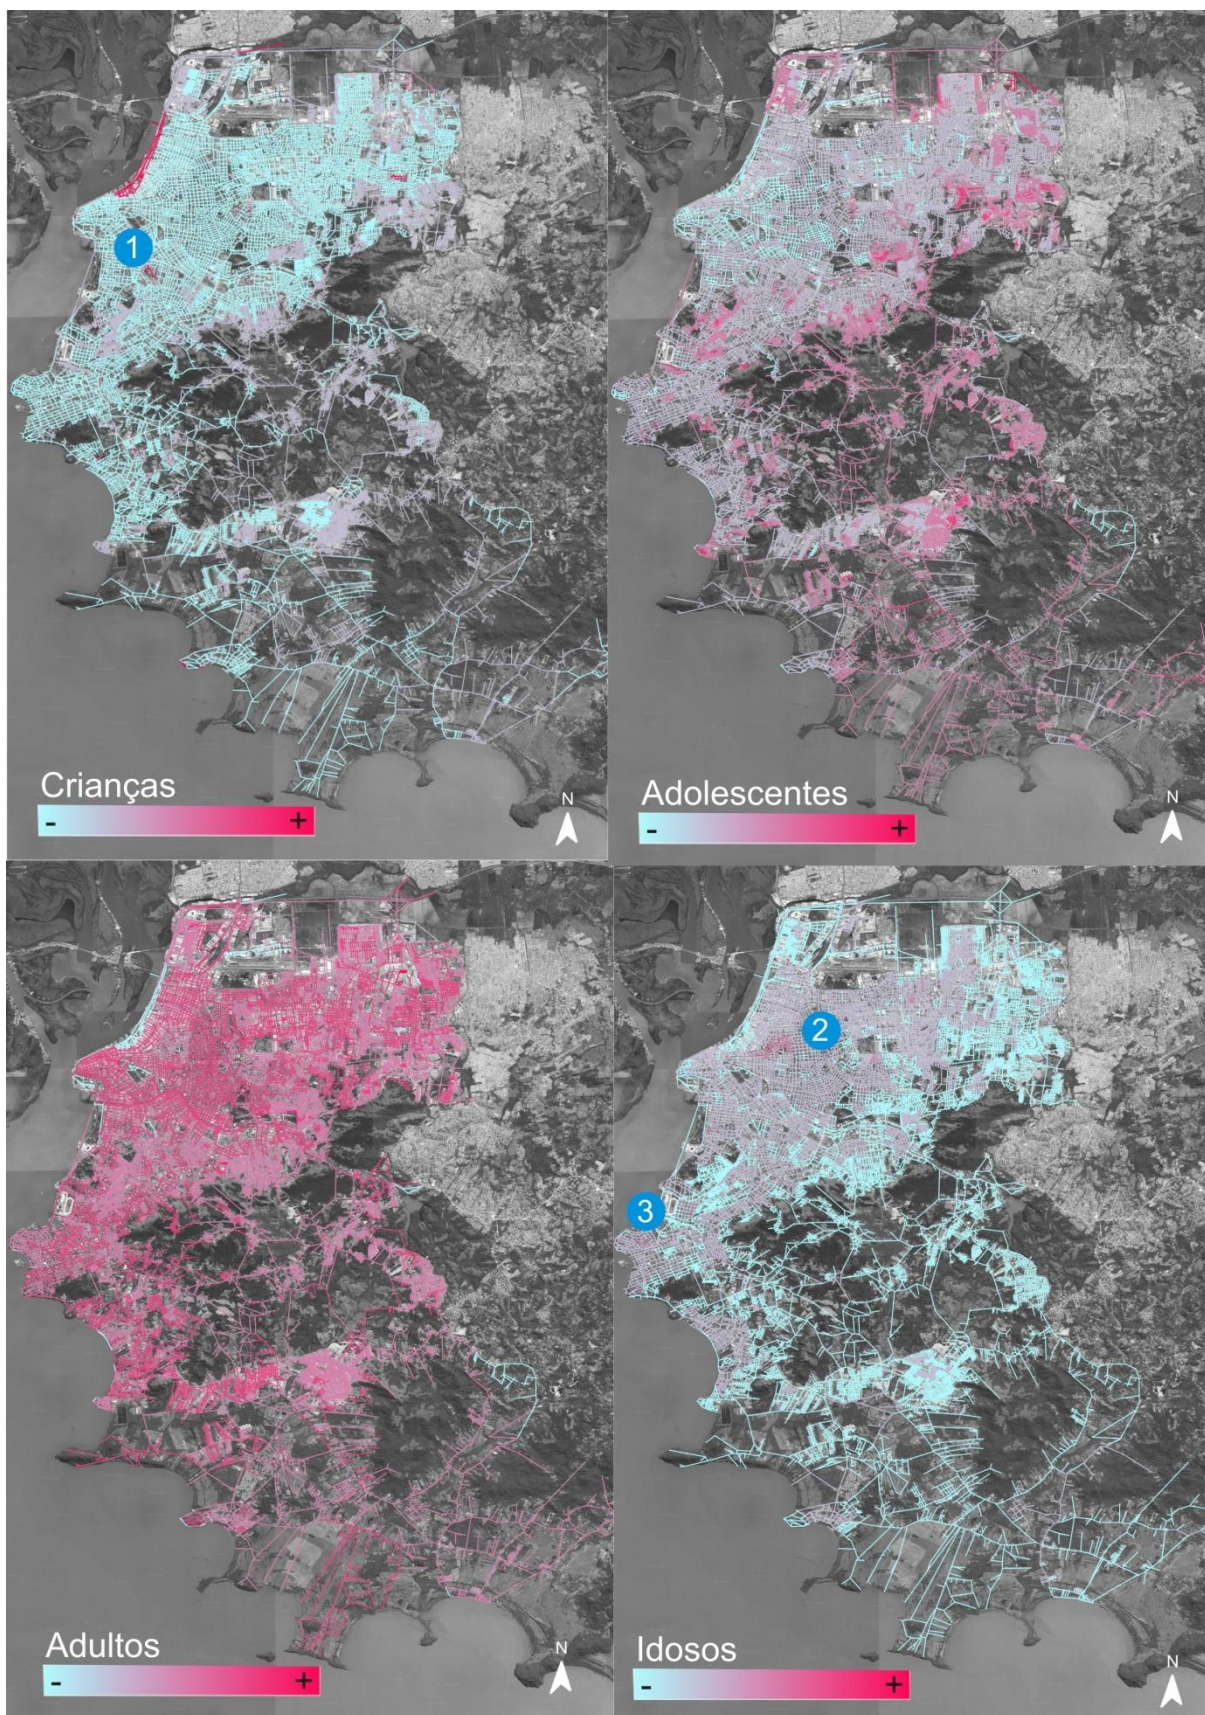 1
Crianças
- +
N
Adolescentes
- +
N
2
3
Adultos
- +
N
Idosos
- +
N